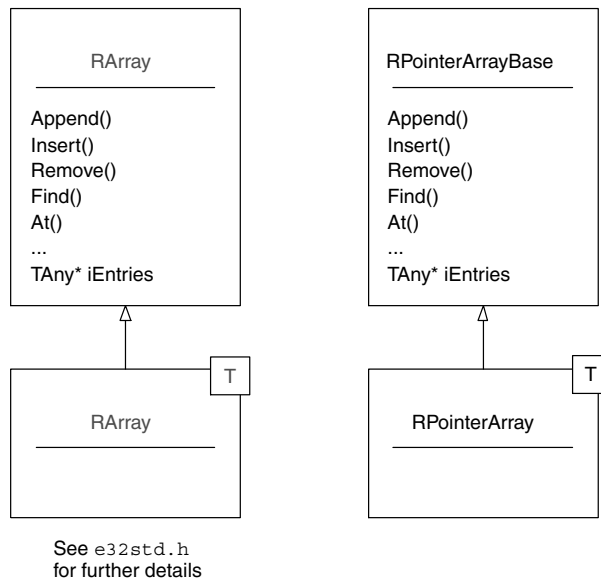 RArray
Append()
Insert()
Remove()
Find()
At()
...
TAny* iEntries
RPointerArrayBase
Append()
Insert()
Remove()
Find()
At()
...
TAny* iEntries
T
RArray
T
RPointerArray
See e32std.h
for further details